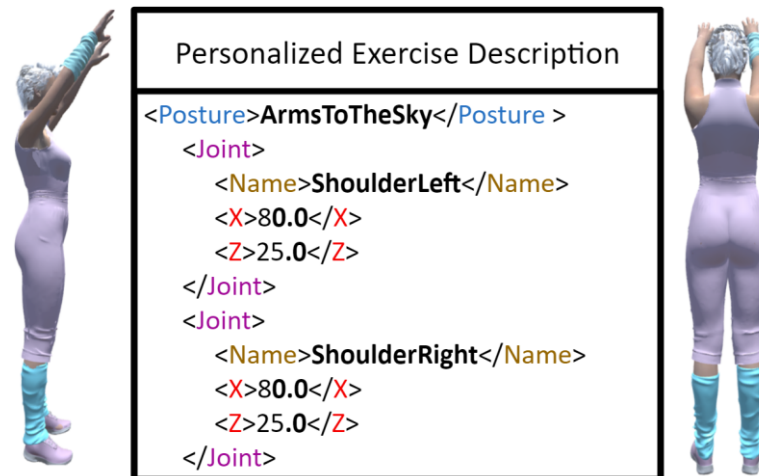 Personalized Exercise Description
<Posture>ArmsToTheSky</Posture >
<Joint>
<Name>ShoulderLeft</Name>
<X>80.0</X>
<Z>25.0</Z>
</Joint>
<Joint>
<Name>ShoulderRight</Name>
<X>80.0</X>
<Z>25.0</Z>
</Joint>